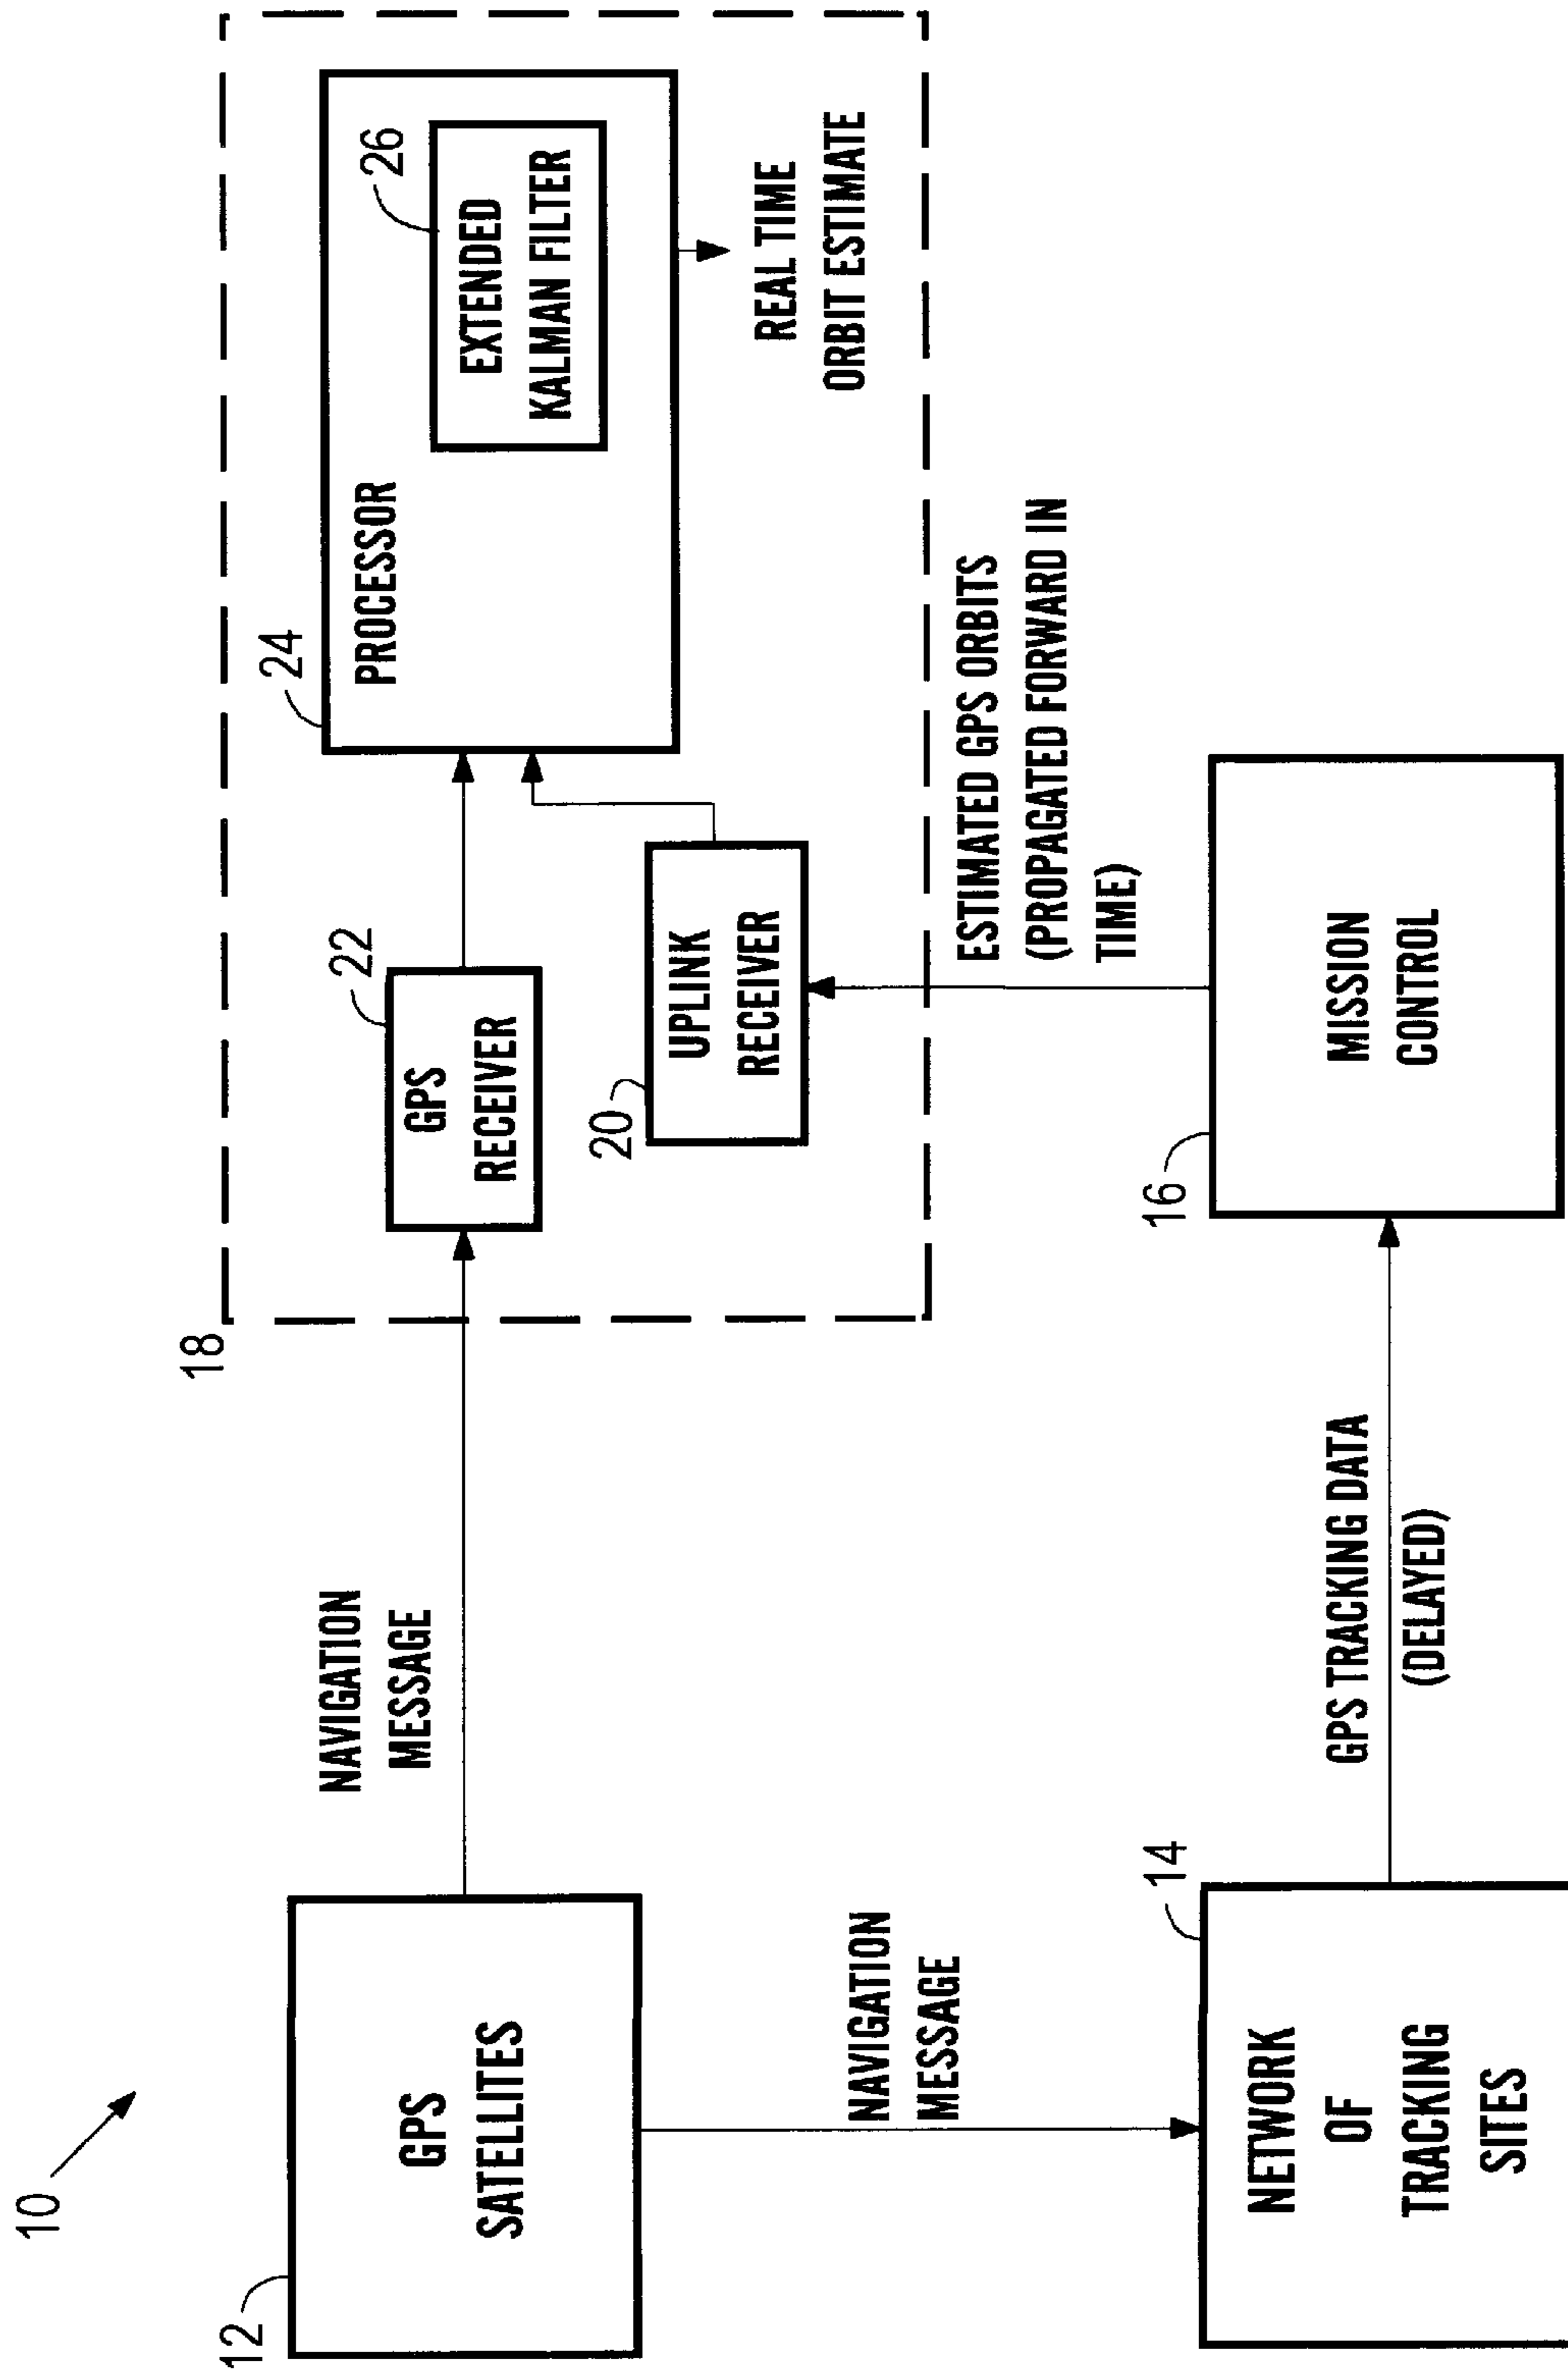 10
12
GPS
SATELLITES
NAVIGATION
MESSAGE
18
22
GPS
RECEIVER
24
PROCESSOR
26
EXTENDED
KALMAN FILTER
20
UPLINK
RECEIVER
REAL TIME
ORBIT ESTIMATE
NAVIGATION
MESSAGE
ESTIMATED GPS ORBITS
(PROPAGATED FORWARD IN
TIME)
14
NETWORK
OF
TRACKING
SITES
GPS TRACKING DATA
(DELAYED)
16
MISSION
CONTROL